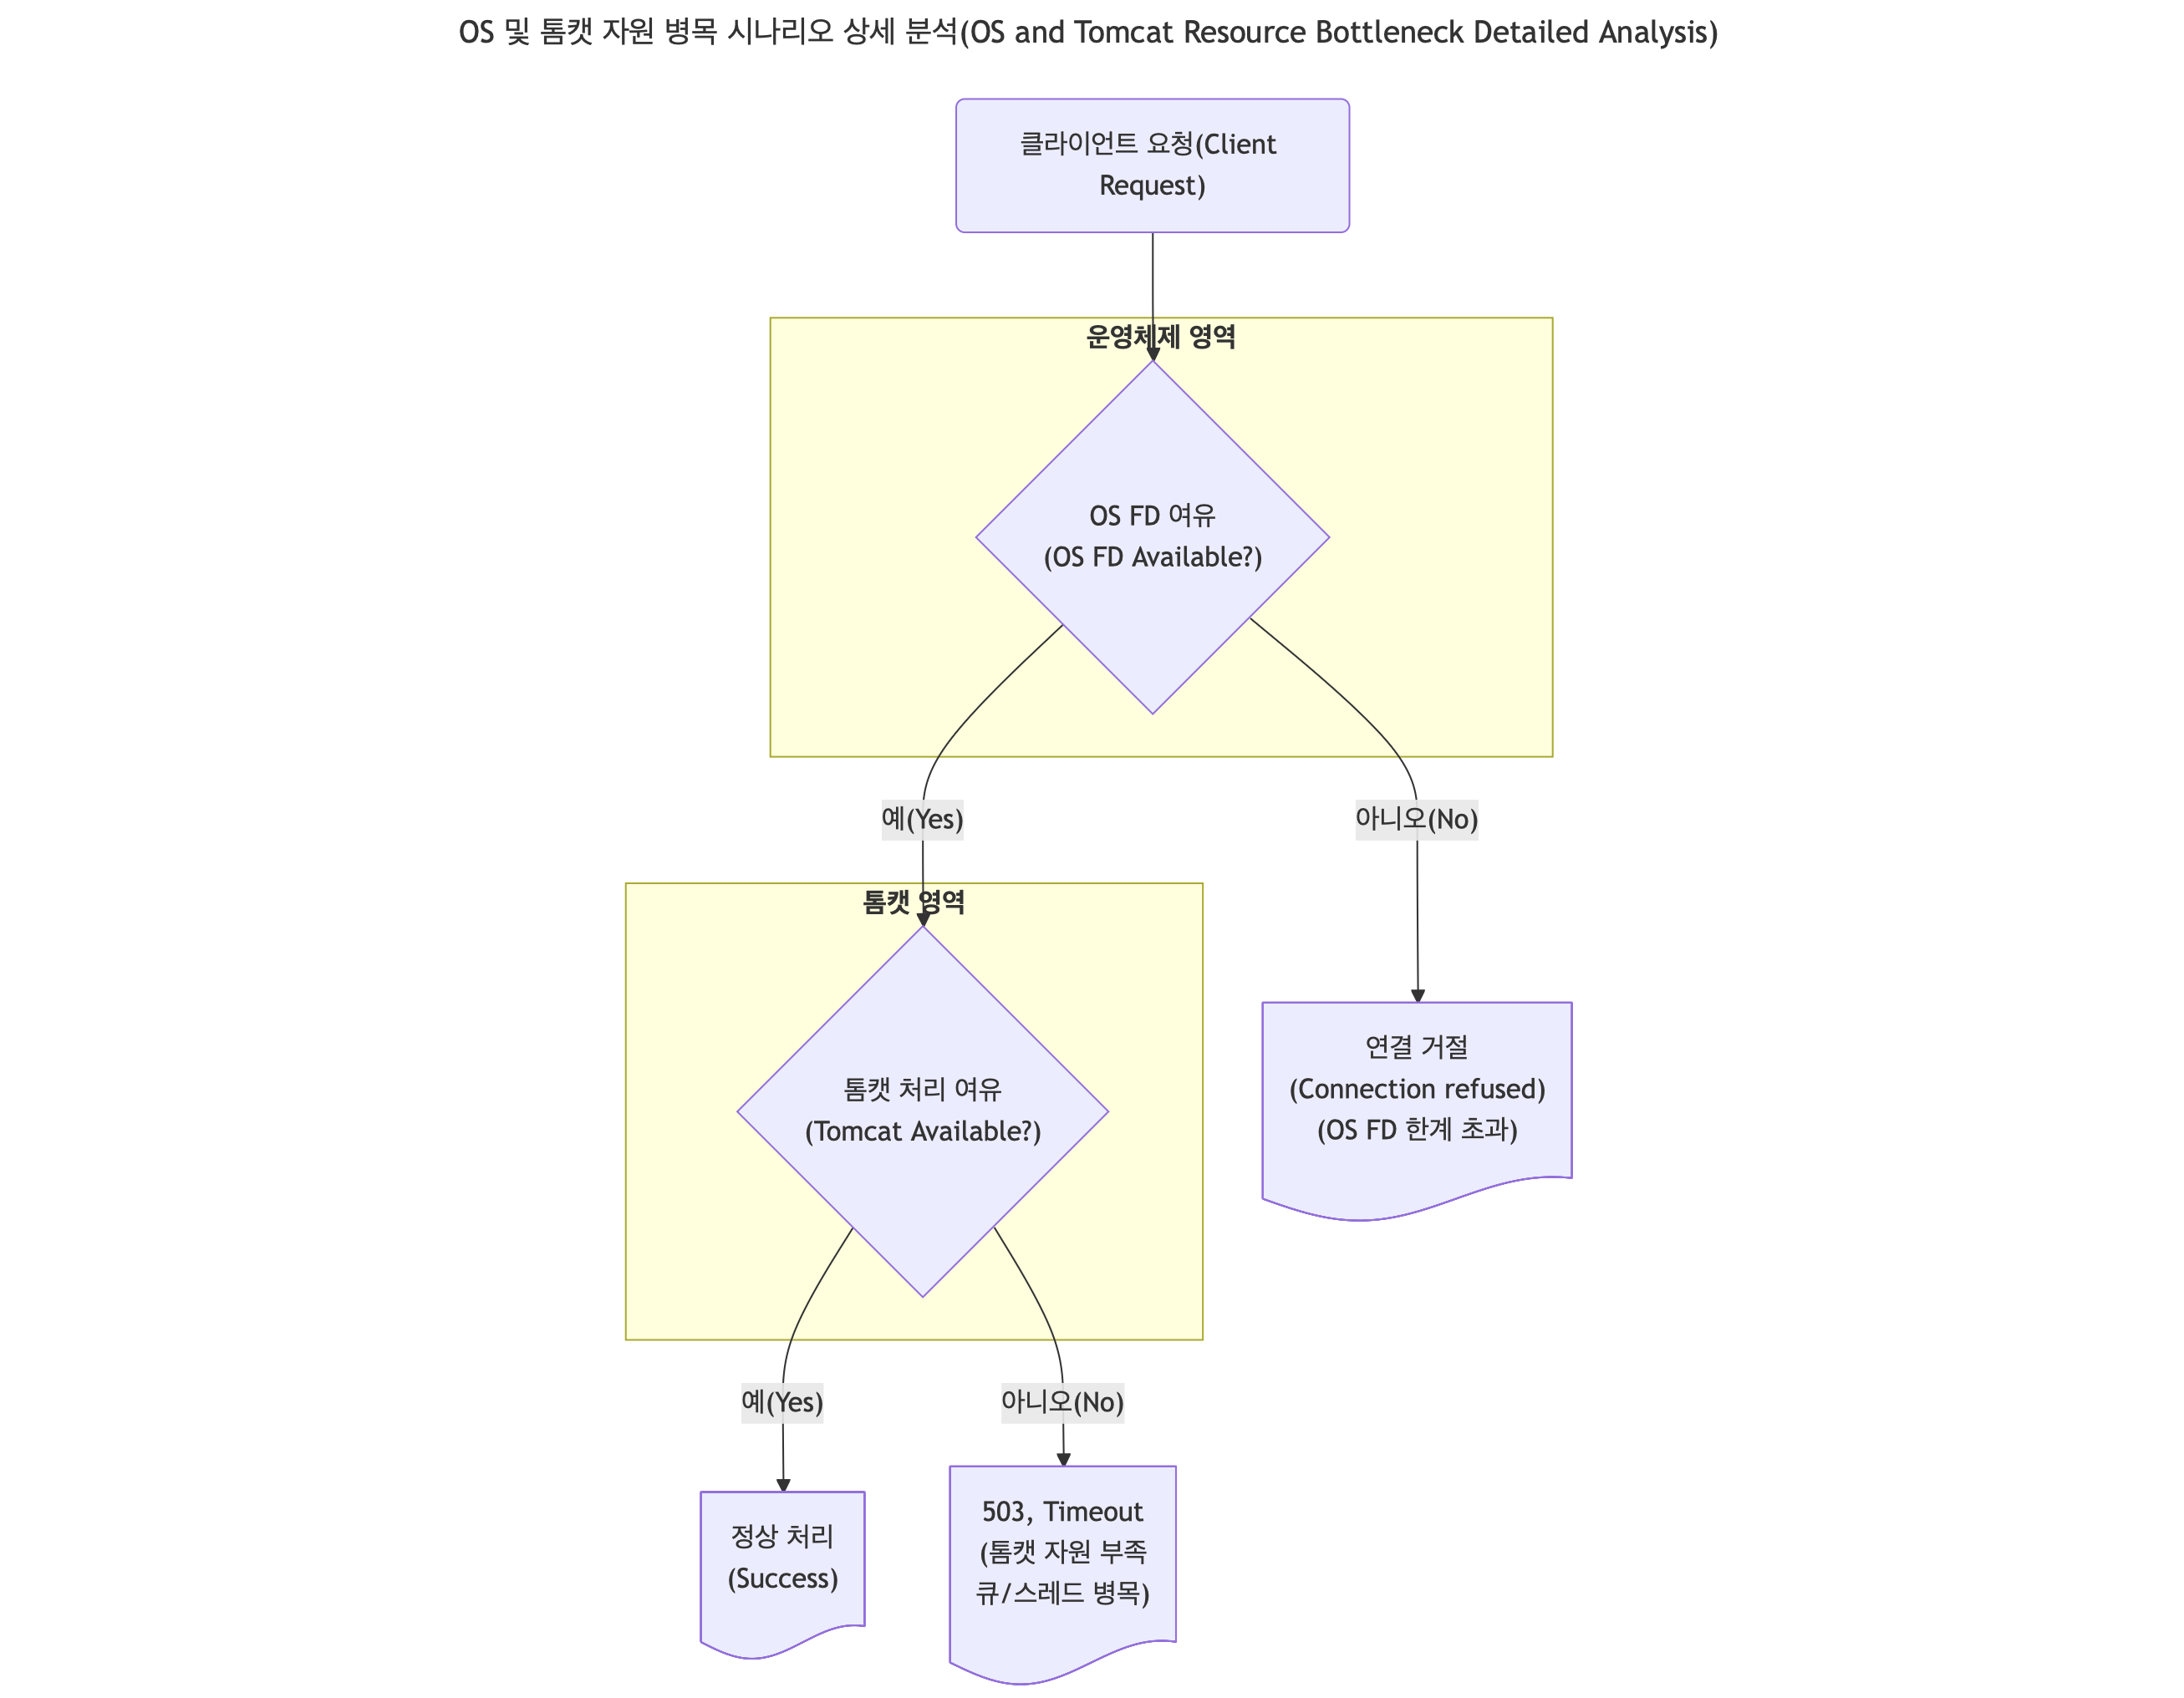 OS 및 톰캣 자원 병목 시나리오 상세 분석(OS and Tomcat Resource Bottleneck Detailed Analysis)
클라이언트 요청(Client
Request)
운영체제 영역
OS FD 여유
(OS FD Available?)
예(Yes)
아니오(No)
톰캣 영역
톰캣 처리 여유
(Tomcat Available?)
연결 거절
(Connection refused)
(OS FD 한계 초과)
예(Yes)
아니오(No)
정상 처리
(Success)
503, Timeout
(톰캣 자원 부족
큐/스레드 병목)